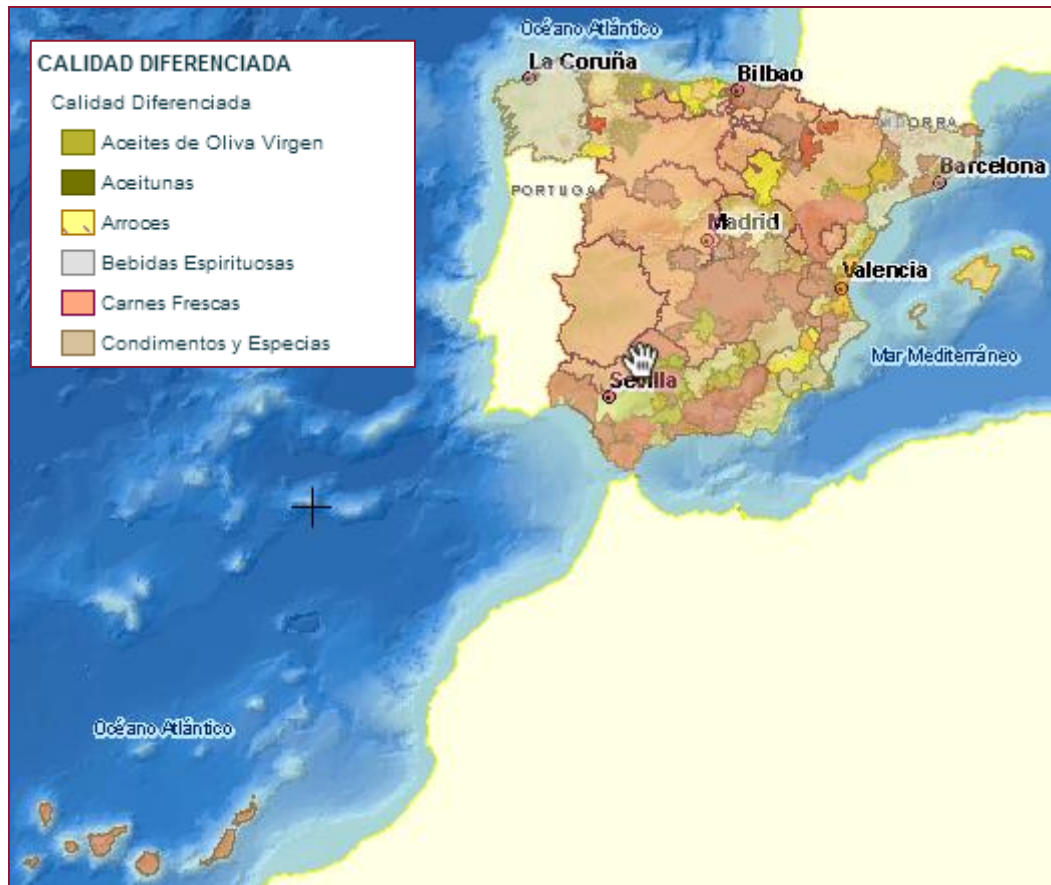 Océano Atlántico
CALIDAD DIFERENCIADA
Calidad Diferenciada
Aceites de Oliva Virgen
Aceitunas
Arroces
Bebidas Espirituosas
Carnes Frescas
Condimentos y Especias
La Coruña
Bilbao
ANDORRA
Barcelona
PORTUGAL
Madrid
Valencia
Mar Mediterráneo
Sevilla
Océano Atlántico